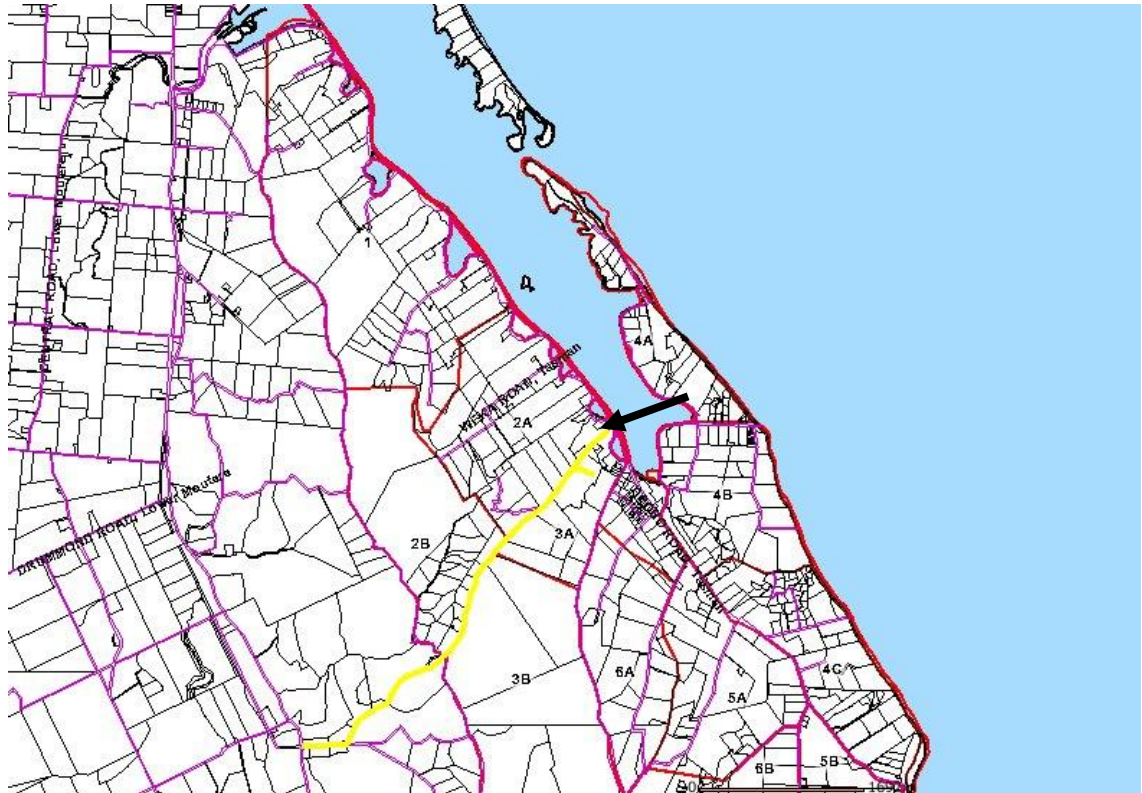 CENTRAL ROAD, Lower Moutere
1
4A
WEKA ROAD, Tasman
2A
DRUMMOND ROAD, Lower Moutere
4B
2B
3A
3B
6A
5A
4C
6B
5B